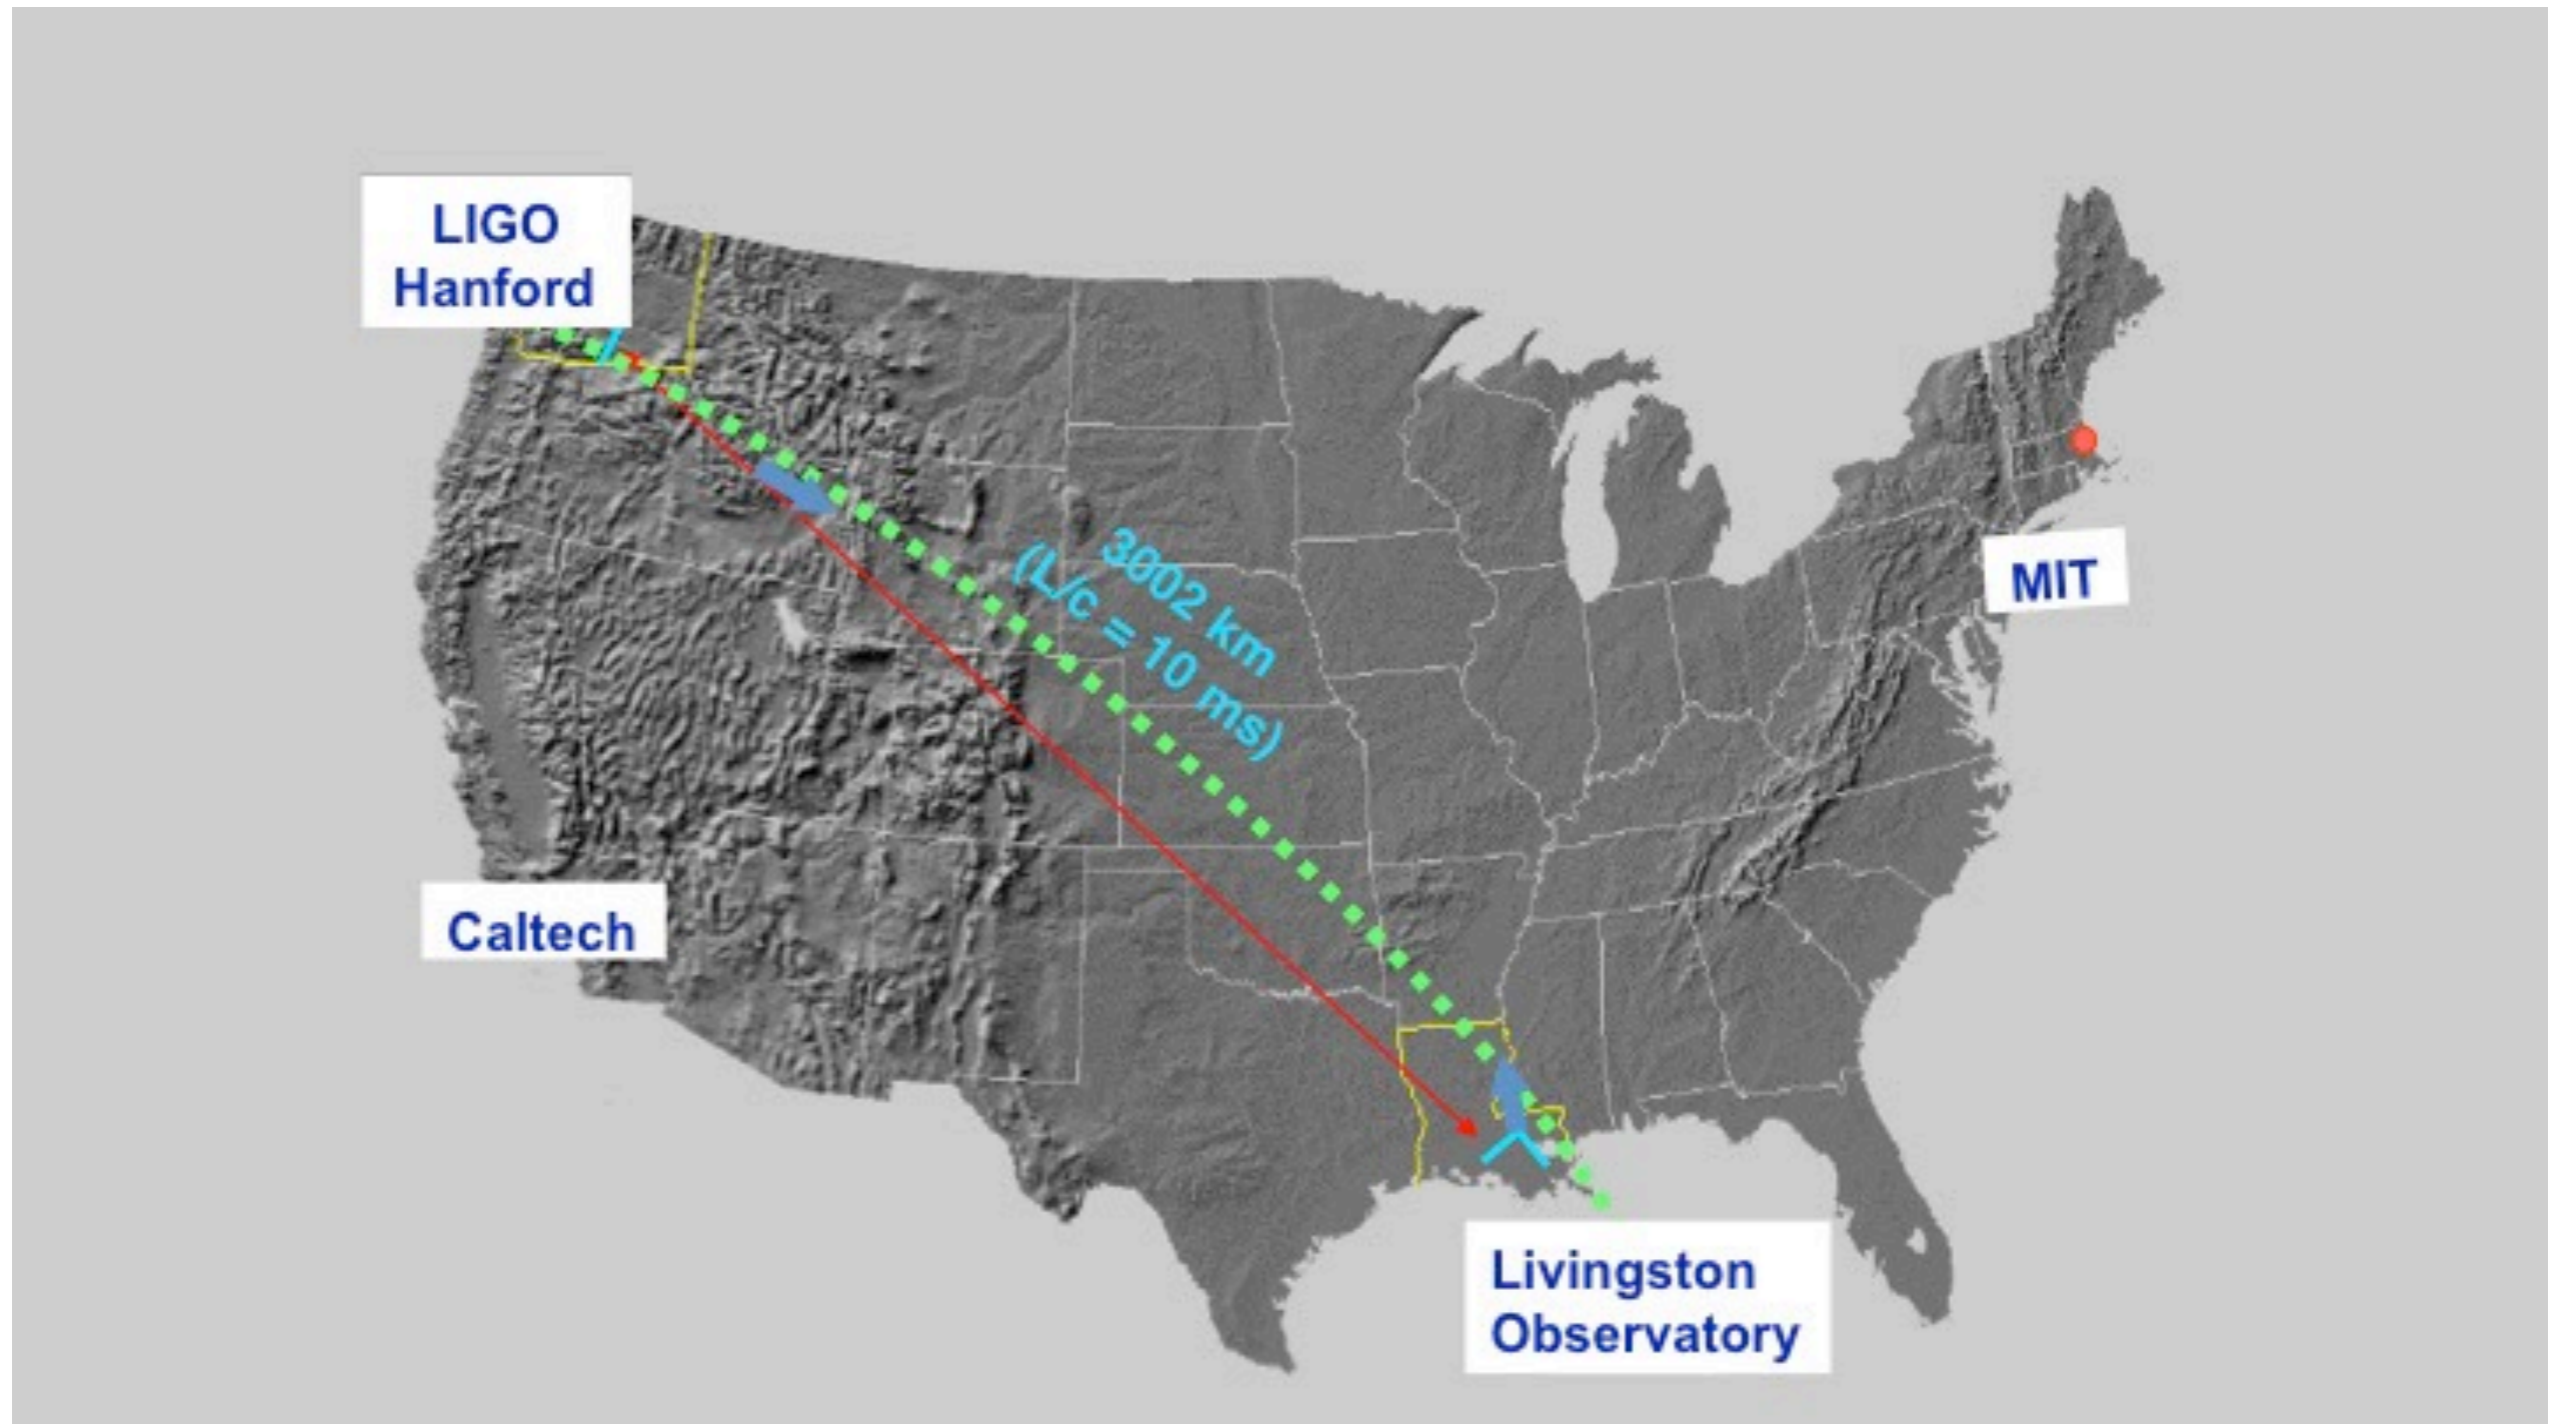 LIGO
Hanford
3002 km
(L/c = 10 ms)
MIT
Caltech
Livingston
Observatory